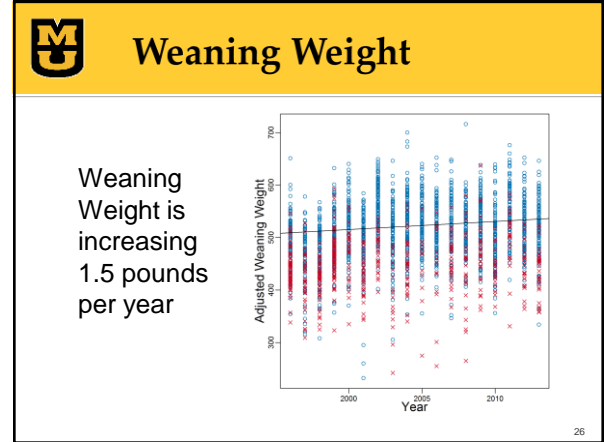 MU
Weaning Weight
Weaning
Weight is
increasing
1.5 pounds
per year
Adjusted Weaning Weight
700
600
500
400
300
2000
2005
2010
Year
26